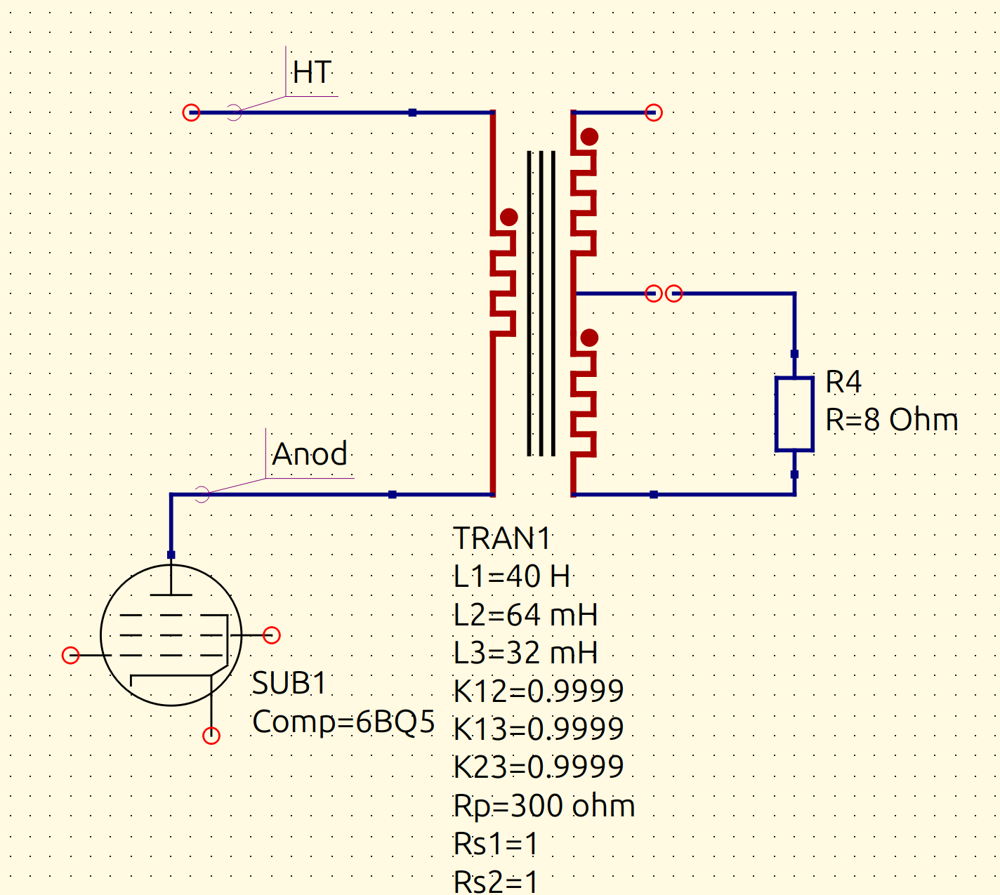 HT
R4
R=8 Ohm
Anod
TRAN1
L1=40 H
L2=64 mH
L3=32 mH
K12=0.9999
K13=0.9999
K23=0.9999
Rp=300 ohm
Rs1=1
Rs2=1
SUB1
Comp=6BQ5